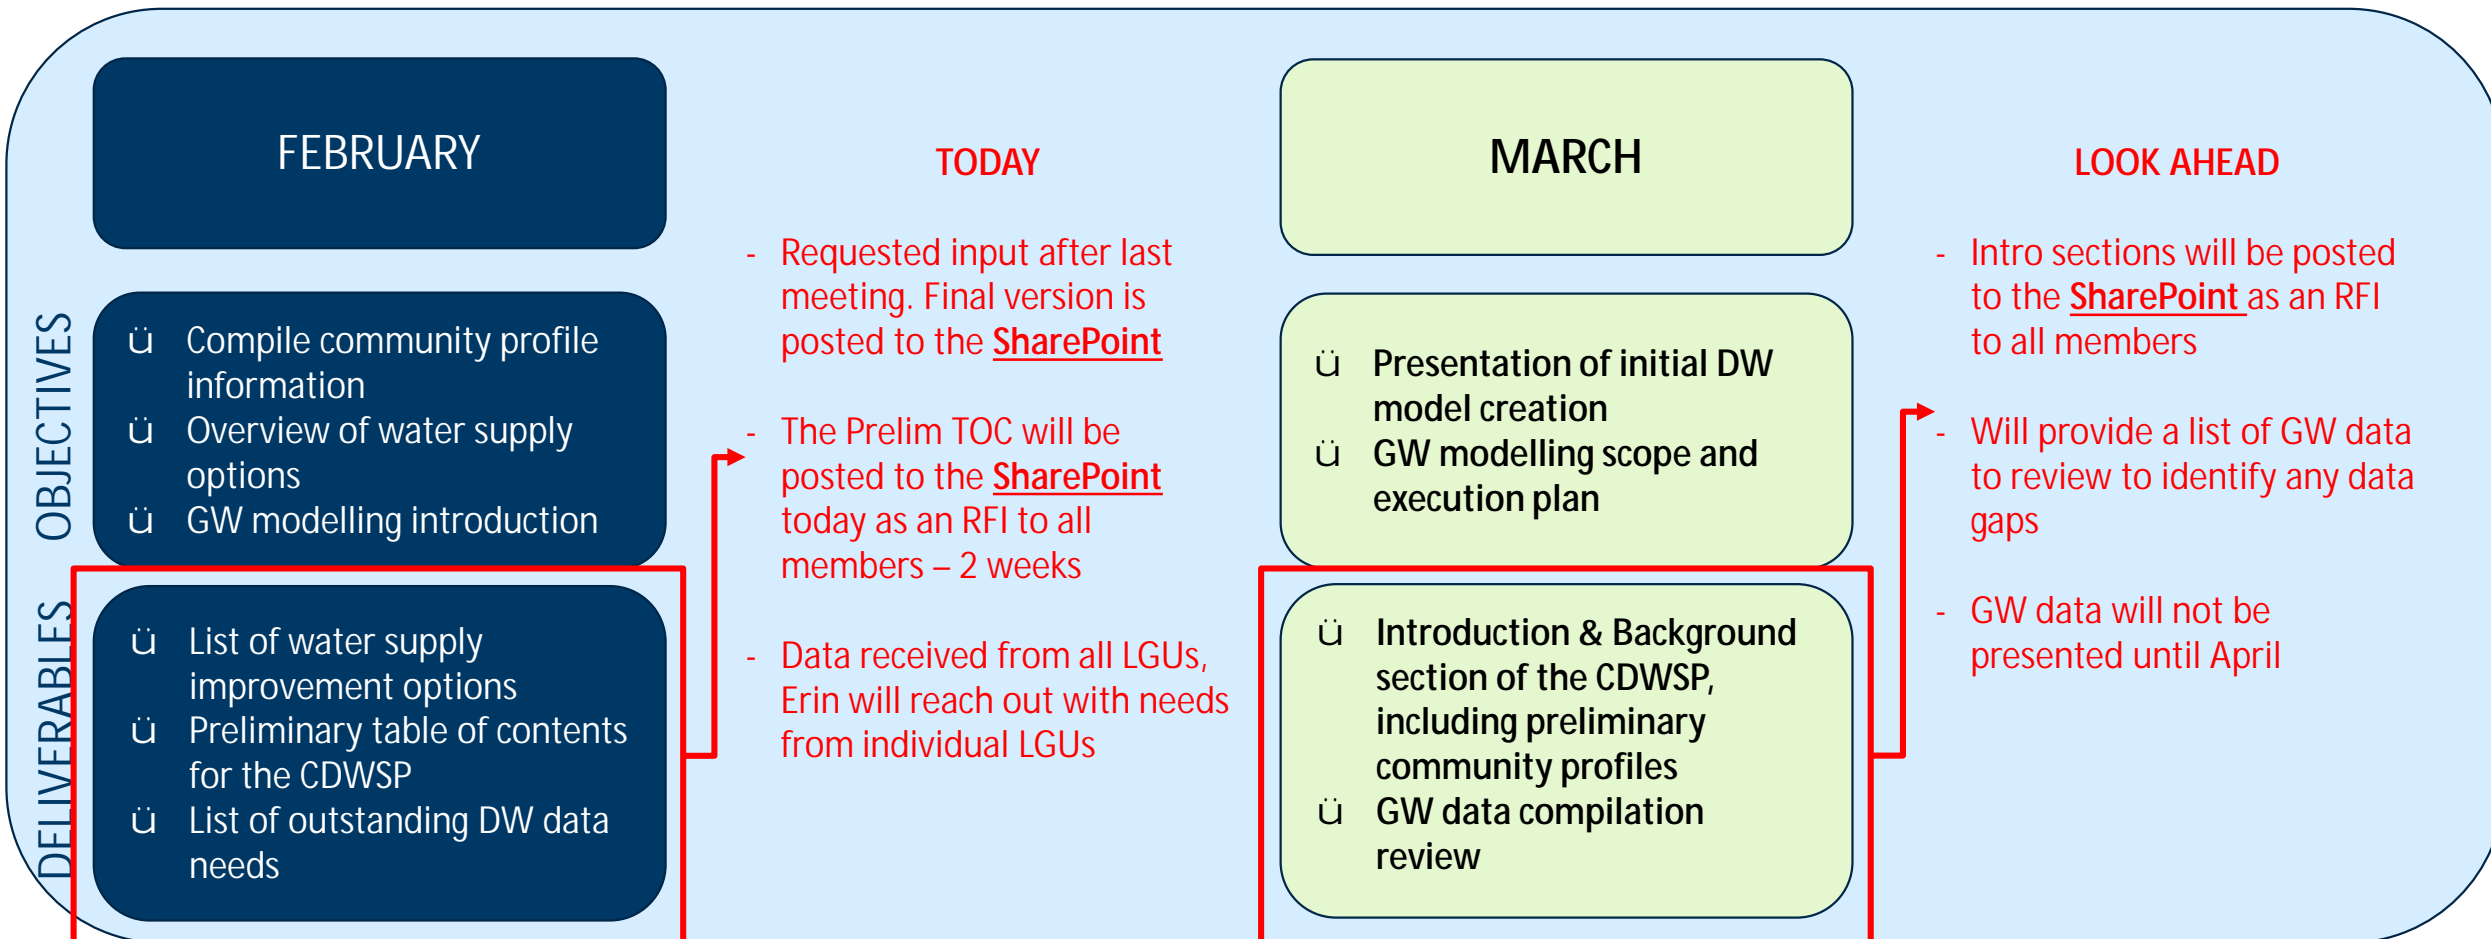 FEBRUARY
OBJECTIVES
ü Compile community profile
information
ü Overview of water supply
options
ü GW modelling introduction
DELIVERABLES
ü List of water supply
improvement options
ü Preliminary table of contents
for the CDWSP
ü List of outstanding DW data
needs
TODAY
- Requested input after last
meeting. Final version is
posted to the SharePoint
- The Prelim TOC will be
posted to the SharePoint
today as an RFI to all
members – 2 weeks
- Data received from all LGUs,
Erin will reach out with needs
from individual LGUs
MARCH
ü Presentation of initial DW
model creation
ü GW modelling scope and
execution plan
ü Introduction & Background
section of the CDWSP,
including preliminary
community profiles
ü GW data compilation
review
LOOK AHEAD
- Intro sections will be posted
to the SharePoint as an RFI
to all members
- Will provide a list of GW data
to review to identify any data
gaps
- GW data will not be
presented until April